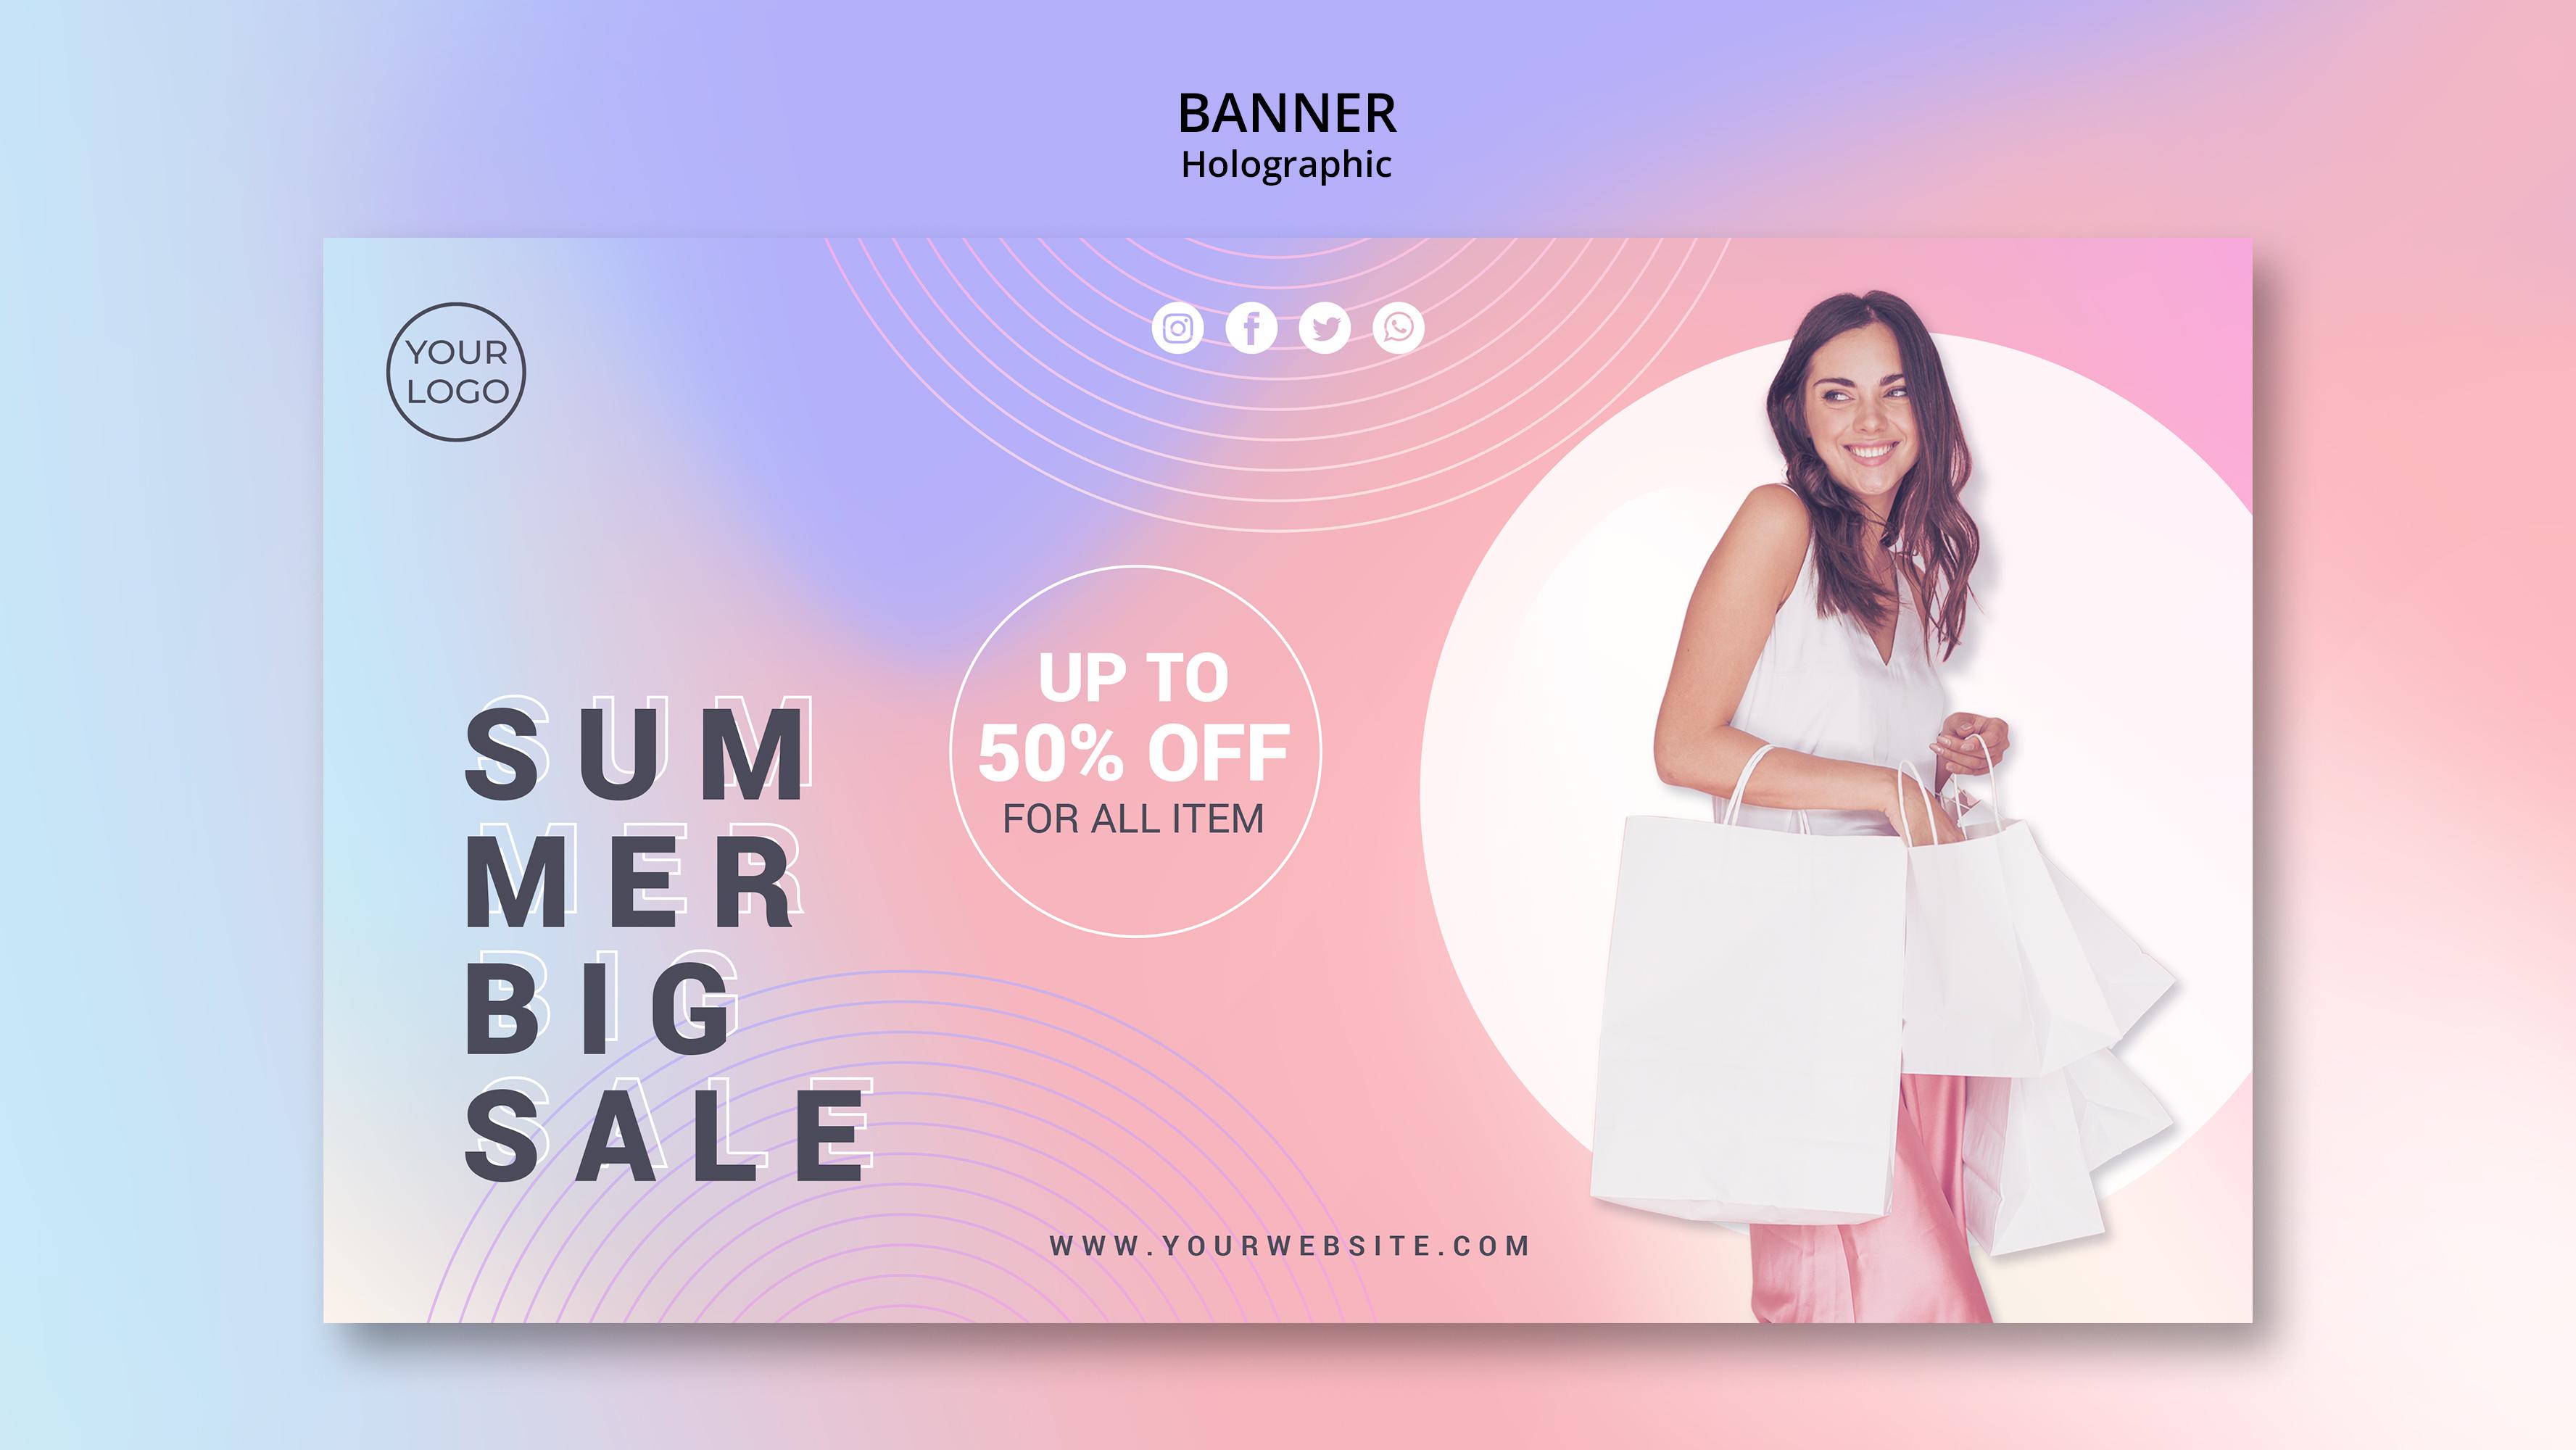 BANNER
Holographic
YOUR
LOGO
SUM
MER
BIG
SALE
UP TO
50% OFF
FOR ALL ITEM
WWW.YOURWEBSITE.COM